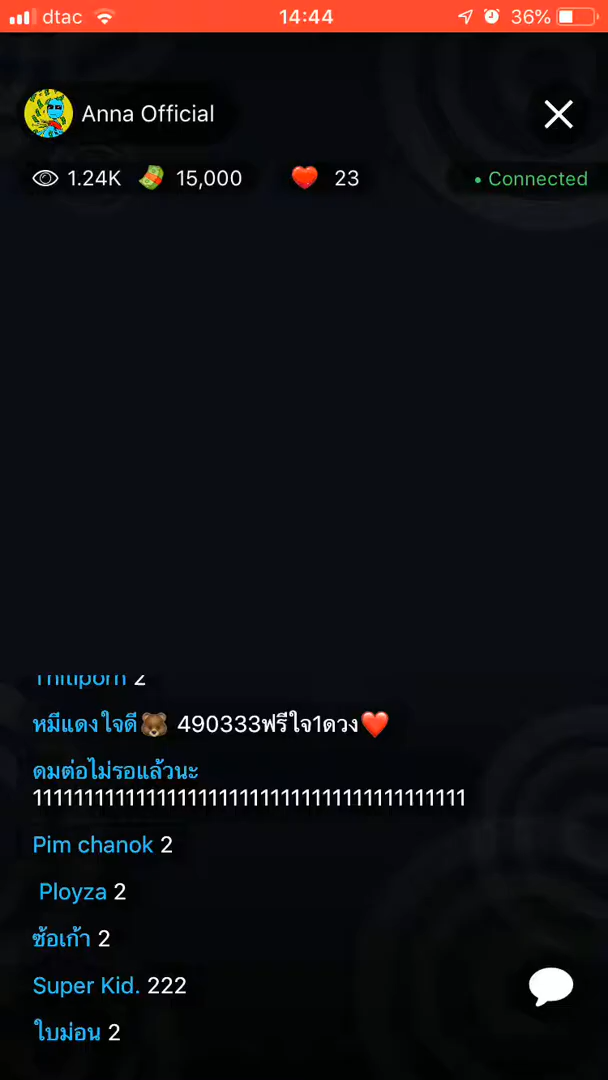 dtac
14:44
36%
Anna Official
1.24K
15,000
23
• Connected
Thitiporn 2
หมีแดงใจดี🐻 490333ฟรีใจ1ดวง❤️
ดมต่อไม่รอแล้วนะ
111111111111111111111111111111111111111111
Pim chanok 2
Ployza 2
ซ้อเก้า 2
Super Kid. 222
ใบม่อน 2